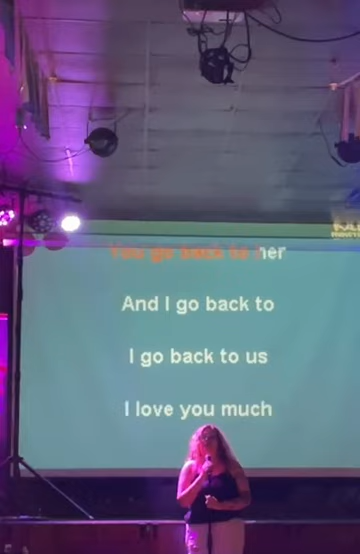 You go back to her
And I go back to
I go back to us
I love you much